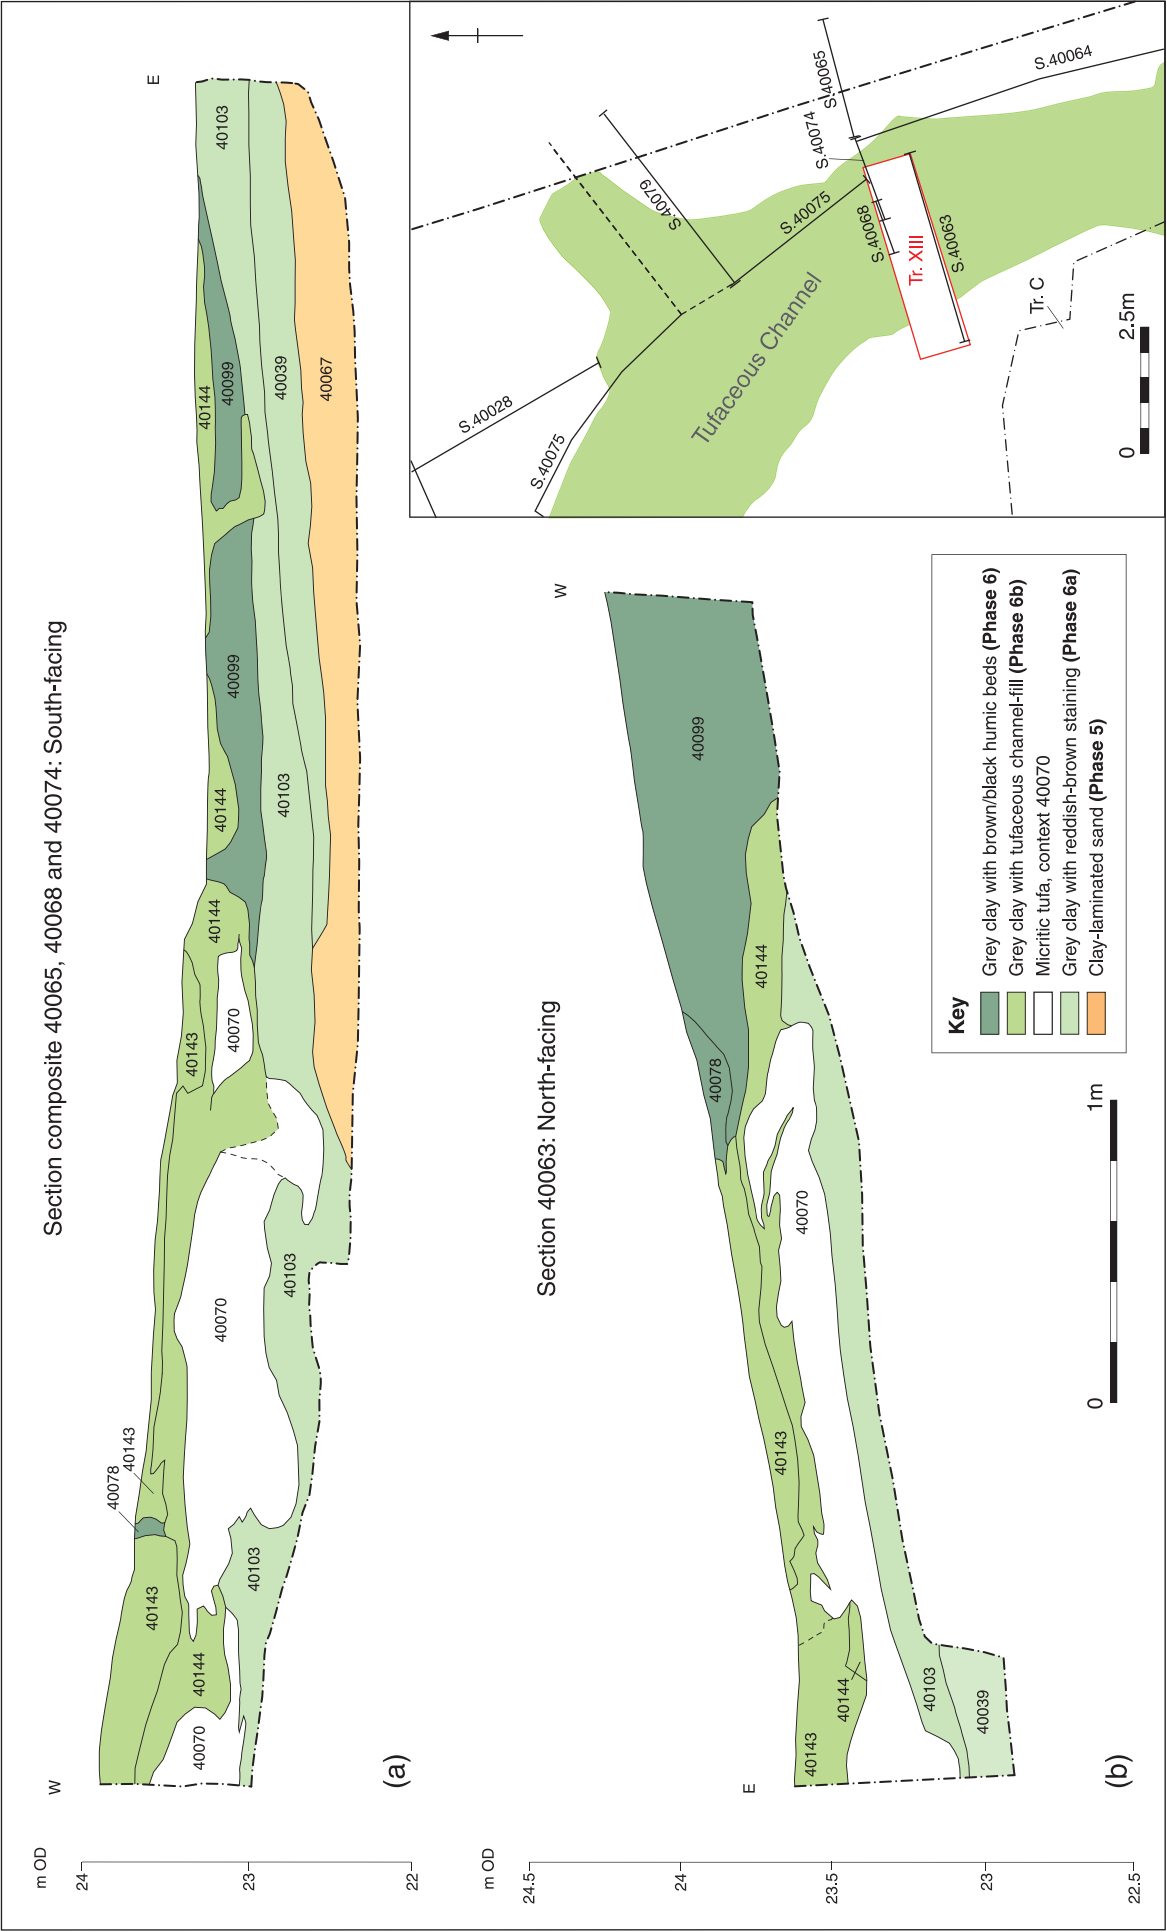 Section composite 40065, 40068 and 40074: South-facing
W
E
m OD
24
23
22
40143
40078
40143
40144
40070
40103
40070
40103
40143
40070
40144
40144
40103
40099
40144
40099
40039
40067
40103
(a)
Section 40063: North-facing
E
W
m OD
24.5
24
23.5
23
22.5
40143
40144
40103
40039
40143
40070
40078
40144
40099
(b)
0
1m
Key
Grey clay with brown/black humic beds (Phase 6)
Grey clay with tufaceous channel-fill (Phase 6b)
Micritic tufa, context 40070
Grey clay with reddish-brown staining (Phase 6a)
Clay-laminated sand (Phase 5)
S.40028
S.40075
S.40079
S.40075
S.40074
S.40065
S.40064
S.40068
S.40063
Tr. XIII
Tr. C
Tufaceous Channel
0
2.5m